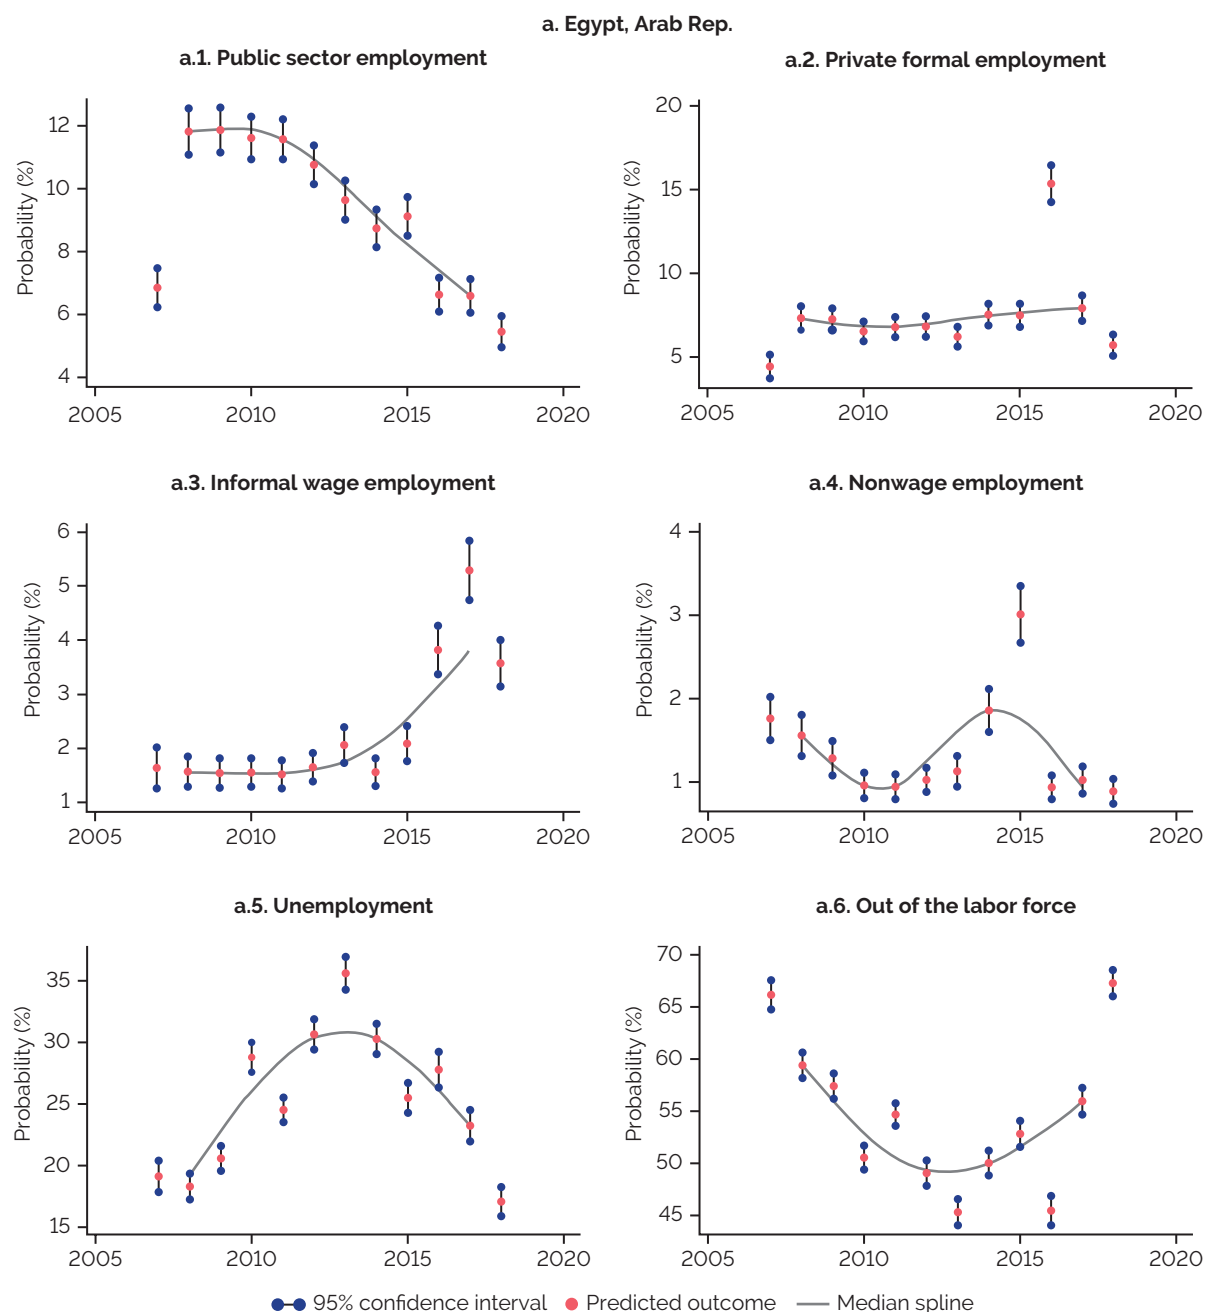 a. Egypt, Arab Rep.
a.1. Public sector employment
Probability (%)
12
10
8
6
4
2005 2010 2015 2020
a.2. Private formal employment
Probability (%)
20
15
10
5
2005 2010 2015 2020
a.3. Informal wage employment
Probability (%)
6
5
4
3
2
1
2005 2010 2015 2020
a.4. Nonwage employment
Probability (%)
4
3
2
1
2005 2010 2015 2020
a.5. Unemployment
Probability (%)
35
30
25
20
15
2005 2010 2015 2020
a.6. Out of the labor force
Probability (%)
70
65
60
55
50
45
2005 2010 2015 2020
95% confidence interval Predicted outcome Median spline